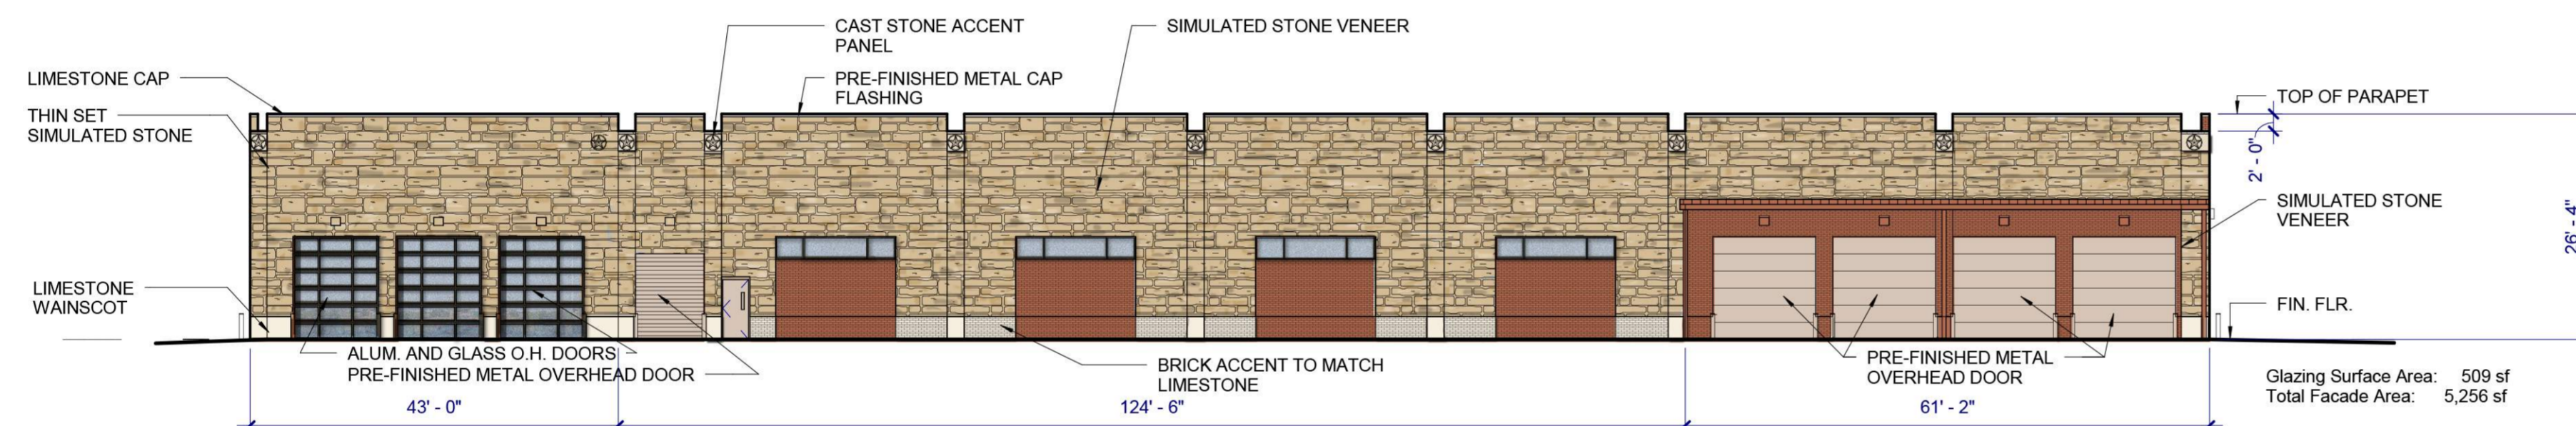 CAST STONE ACCENT
PANEL
SIMULATED STONE VENEER
LIMESTONE CAP
PRE-FINISHED METAL CAP
FLASHING
THIN SET
SIMULATED STONE
TOP OF PARAPET
2' - 0"
SIMULATED STONE
VENEER
26' - 4"
LIMESTONE
WAINSCOT
FIN. FLR.
ALUM. AND GLASS O.H. DOORS
PRE-FINISHED METAL OVERHEAD DOOR
BRICK ACCENT TO MATCH
LIMESTONE
PRE-FINISHED METAL
OVERHEAD DOOR
Glazing Surface Area: 509 sf
Total Facade Area: 5,256 sf
43' - 0"
124' - 6"
61' - 2"